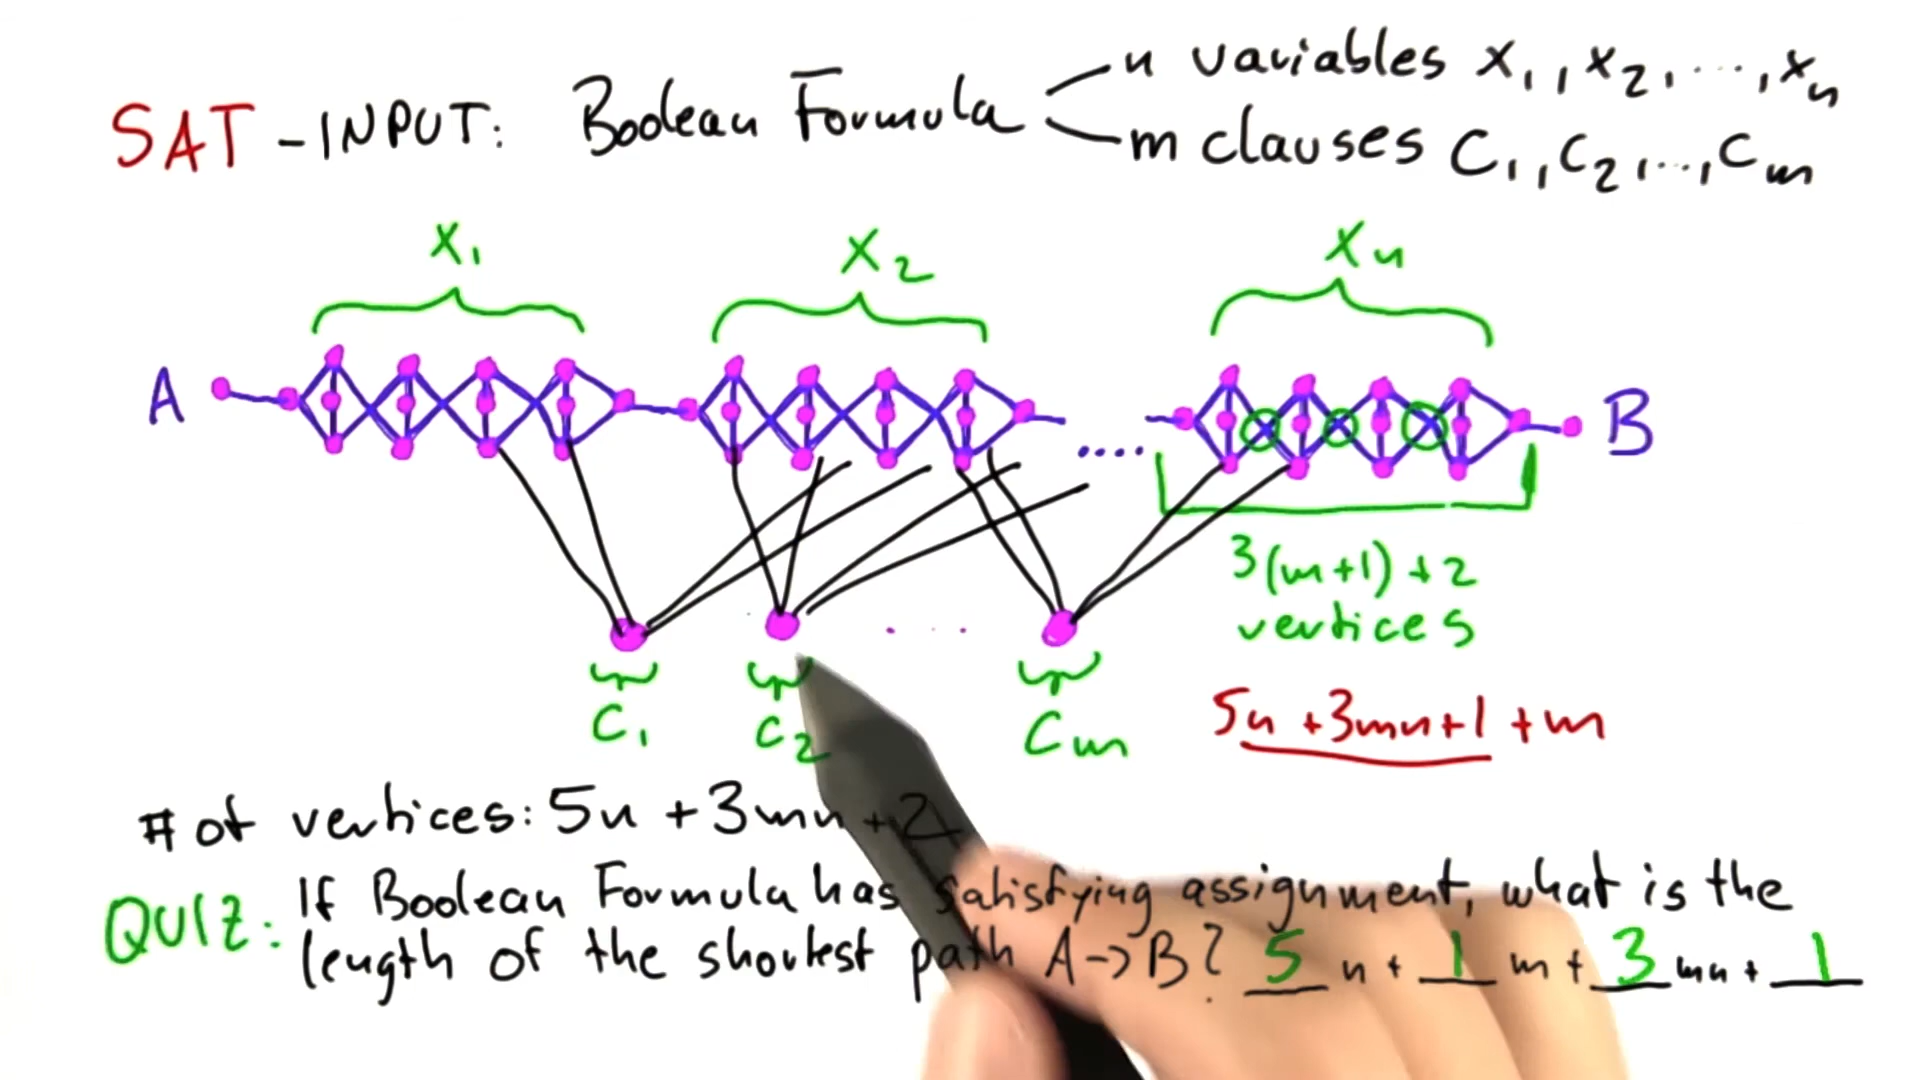 SAT - INPUT: Boolean Formula
n variables x1, x2, ..., xn
m clauses C1, C2, ..., Cm
X1 X2 Xn
A .... B
3(m+1)+2
vertices
C1 C2 ... Cm
5n +3mn+1 +m
# of vertices: 5n +3mn +2
QUIZ: If Boolean Formula has satisfying assignment, what is the
length of the shortest path A->B? 5 n + 1 m + 3 mn + 1